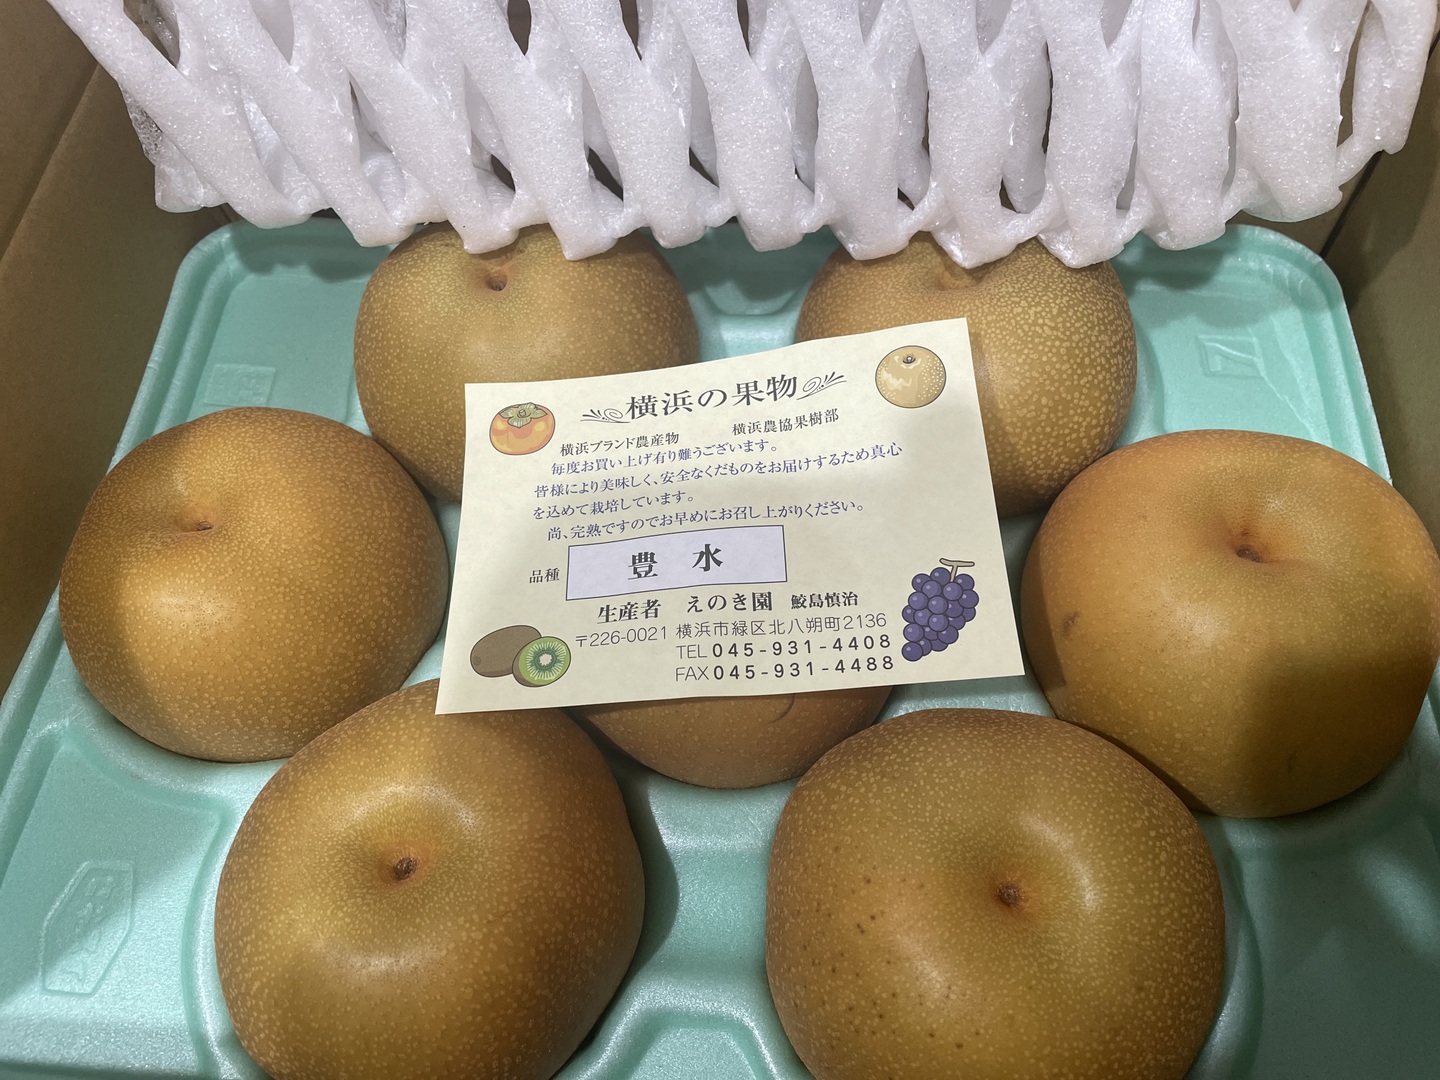 横浜の果物
横浜ブランド農産物 横浜農協果樹部
毎度お買い上げ有り難うございます。
皆様により美味しく、安全なくだものをお届けするため真心
を込めて栽培しています。
尚、完熟ですのでお早めにお召し上がりください。
品種 豊水
生産者 えのき園 鮫島慎治
〒226-0021 横浜市緑区北八朔町2136
TEL 045-931-4408
FAX 045-931-4488